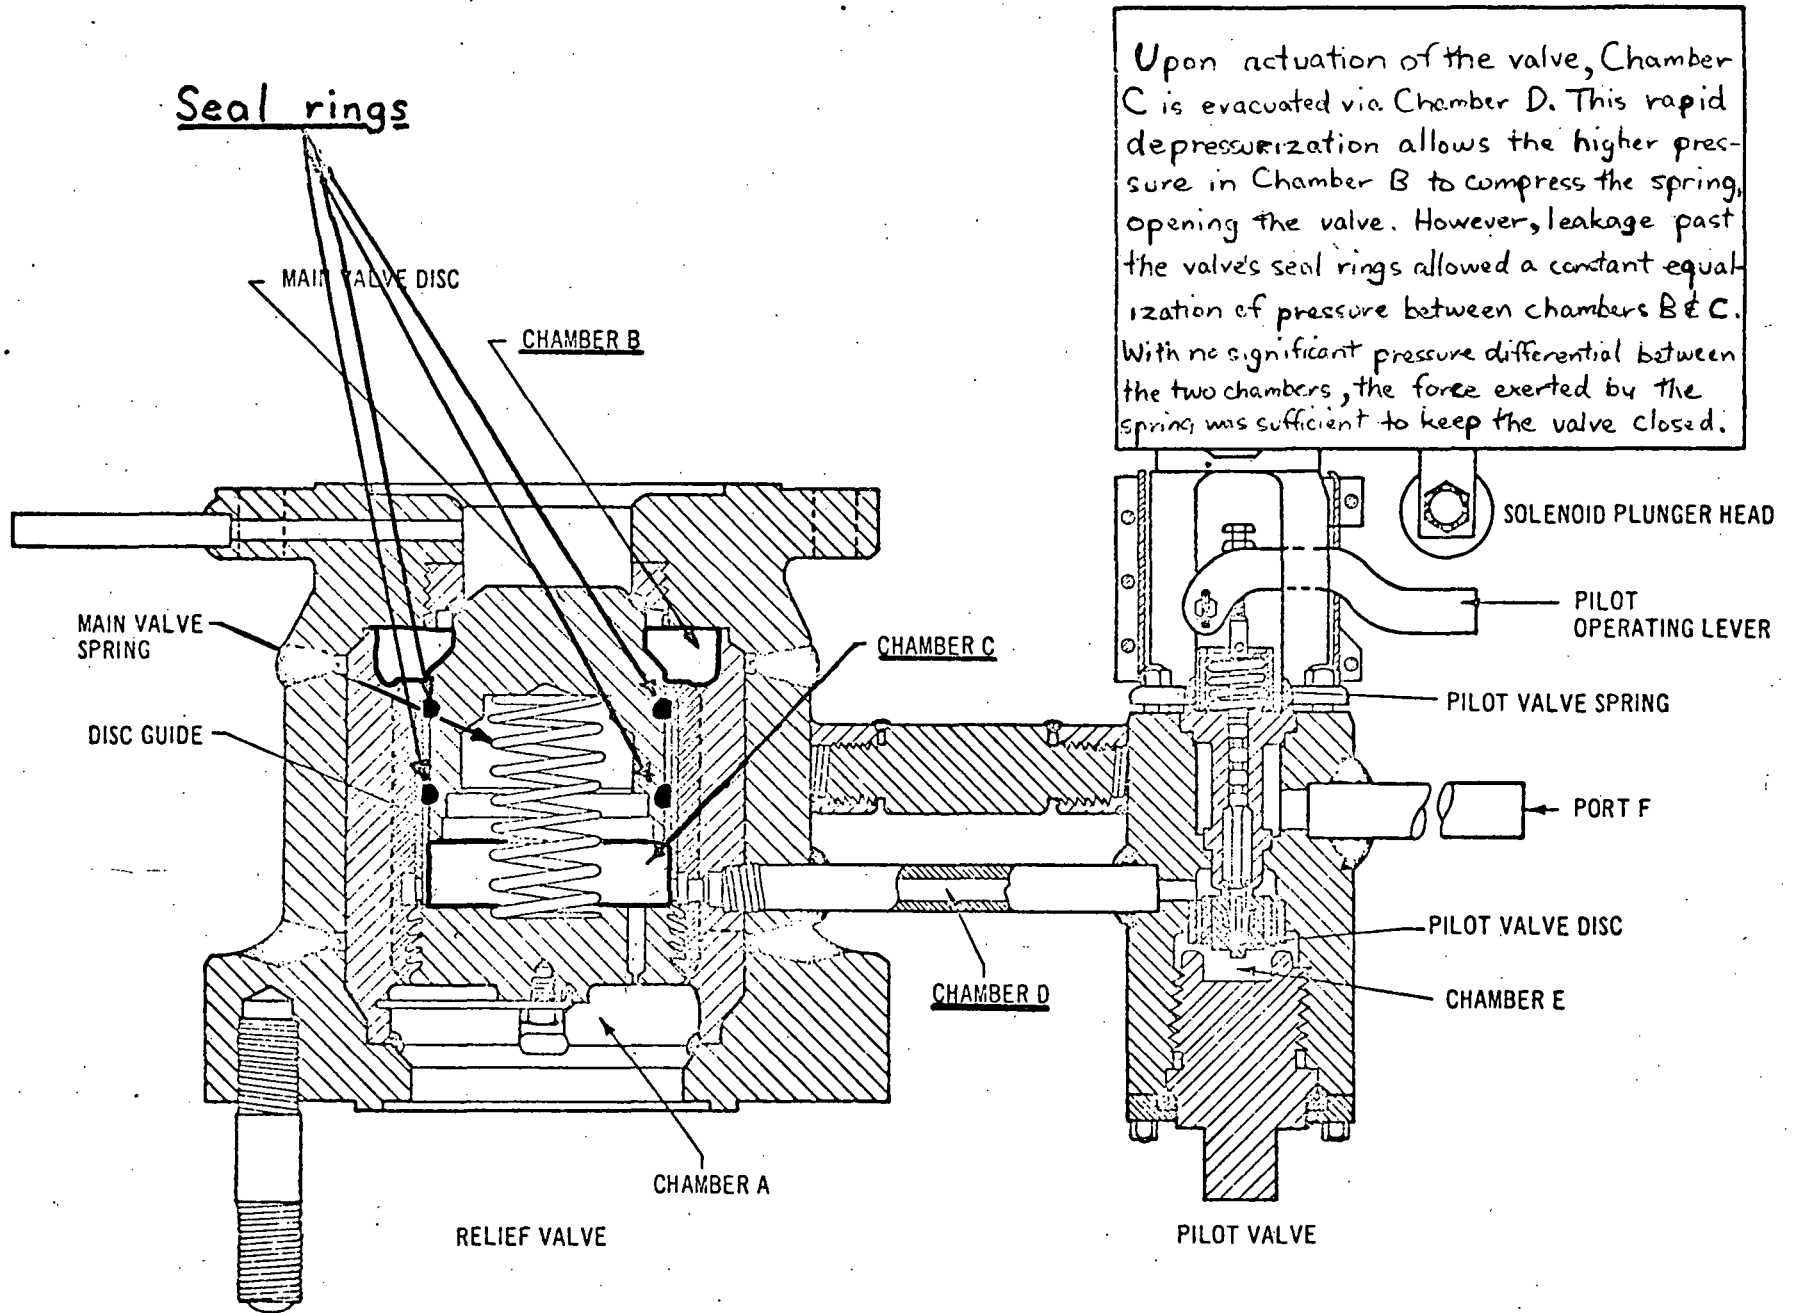 Upon actuation of the valve, Chamber
C is evacuated via Chamber D. This rapid
depressurization allows the higher pres-
sure in Chamber B to compress the spring,
opening the valve. However, leakage past
the valve's seal rings allowed a constant equal-
ization of pressure between chambers B & C.
With no significant pressure differential between
the two chambers, the force exerted by the
spring was sufficient to keep the valve closed.
Seal rings
MAIN VALVE DISC
CHAMBER B
SOLENOID PLUNGER HEAD
MAIN VALVE
SPRING
CHAMBER C
PILOT
OPERATING LEVER
PILOT VALVE SPRING
DISC GUIDE
PORT F
PILOT VALVE DISC
CHAMBER D
CHAMBER E
CHAMBER A
RELIEF VALVE
PILOT VALVE